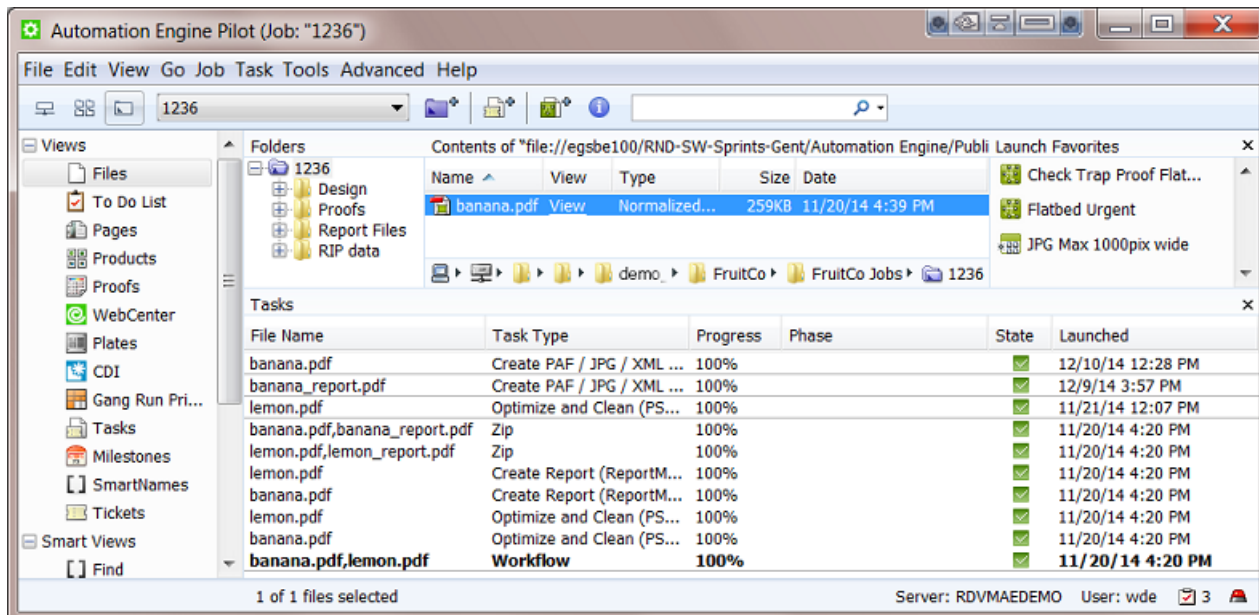 Automation Engine Pilot (Job: "1236")
File Edit View Go Job Task Tools Advanced Help
1236
Views
Files
To Do List
Pages
Products
Proofs
WebCenter
Plates
CDI
Gang Run Pri...
Tasks
Milestones
SmartNames
Tickets
Smart Views
Find
Folders
1236
Design
Proofs
Report Files
RIP data
Contents of "file://egsbe100/RND-SW-Sprints-Gent/Automation Engine/Publi
Name View Type Size Date
banana.pdf View Normalized... 259KB 11/20/14 4:39 PM
demo_ FruitCo FruitCo Jobs 1236
Launch Favorites
Check Trap Proof Flat...
Flatbed Urgent
JPG Max 1000pix wide
Tasks
File Name Task Type Progress Phase State Launched
banana.pdf Create PAF / JPG / XML ... 100% 12/10/14 12:28 PM
banana_report.pdf Create PAF / JPG / XML ... 100% 12/9/14 3:57 PM
lemon.pdf Optimize and Clean (PS... 100% 11/21/14 12:07 PM
banana.pdf,banana_report.pdf Zip 100% 11/20/14 4:20 PM
lemon.pdf,lemon_report.pdf Zip 100% 11/20/14 4:20 PM
lemon.pdf Create Report (ReportM... 100% 11/20/14 4:20 PM
banana.pdf Create Report (ReportM... 100% 11/20/14 4:20 PM
lemon.pdf Optimize and Clean (PS... 100% 11/20/14 4:20 PM
banana.pdf Optimize and Clean (PS... 100% 11/20/14 4:20 PM
banana.pdf,lemon.pdf Workflow 100% 11/20/14 4:20 PM
1 of 1 files selected Server: RDVMAEDEMO User: wde 3